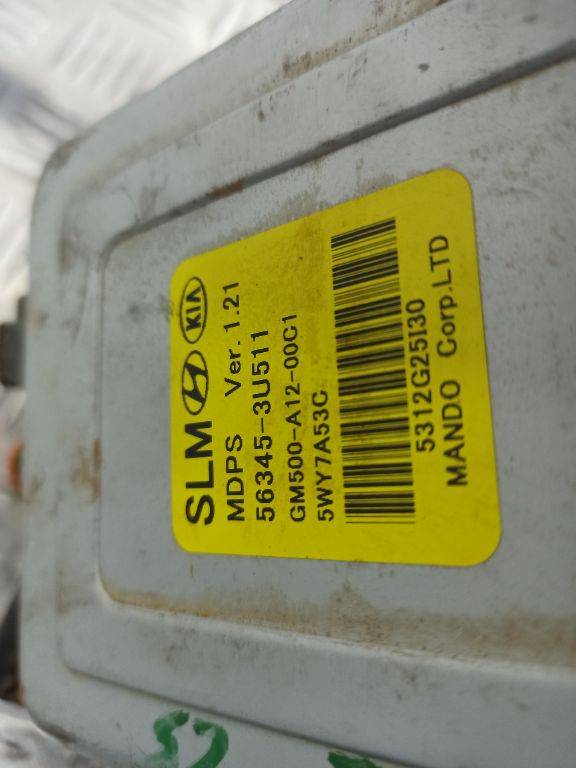 SLM KIA
MDPS Ver. 1.21
56345-3U511
GM500-A12-00C1
5WY7A53C
5312G25130
MANDO Corp.LTD